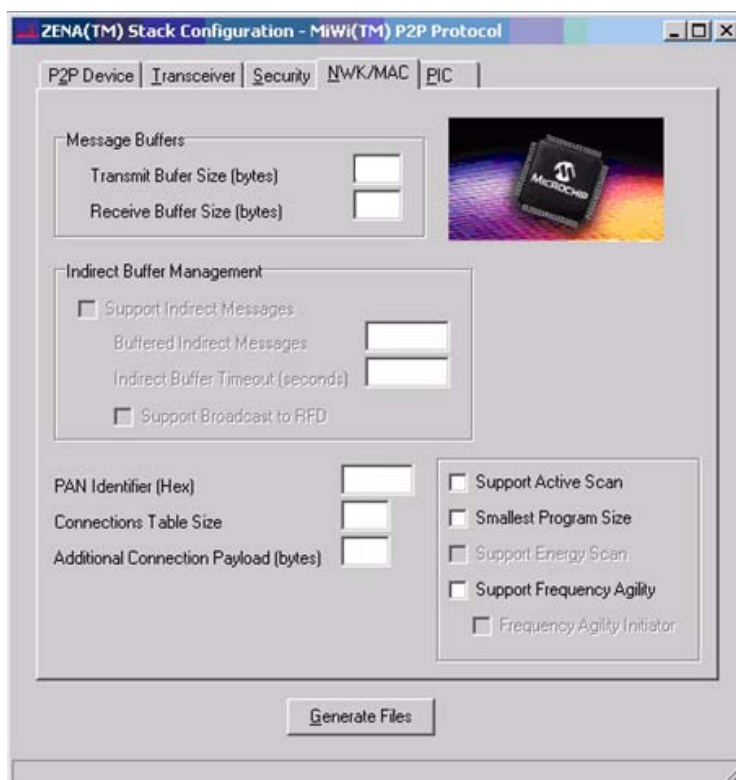 ZENA(TM) Stack Configuration - MiWi(TM) P2P Protocol
P2P Device Transceiver Security NWK/MAC PIC
Message Buffers
Transmit Bufer Size (bytes)
Receive Buffer Size (bytes)
MICROCHIP
Indirect Buffer Management
Support Indirect Messages
Buffered Indirect Messages
Indirect Buffer Timeout (seconds)
Support Broadcast to RFD
PAN Identifier (Hex)
Connections Table Size
Additional Connection Payload (bytes)
Support Active Scan
Smallest Program Size
Support Energy Scan
Support Frequency Agility
Frequency Agility Initiator
Generate Files